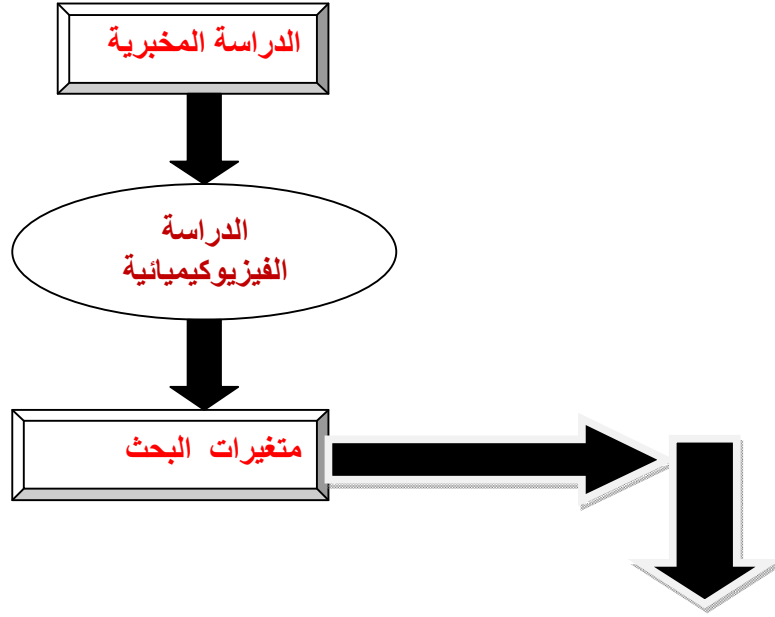 الدراسة المخبرية
الدراسة
الفيزيوكيميائية
متغيرات البحث